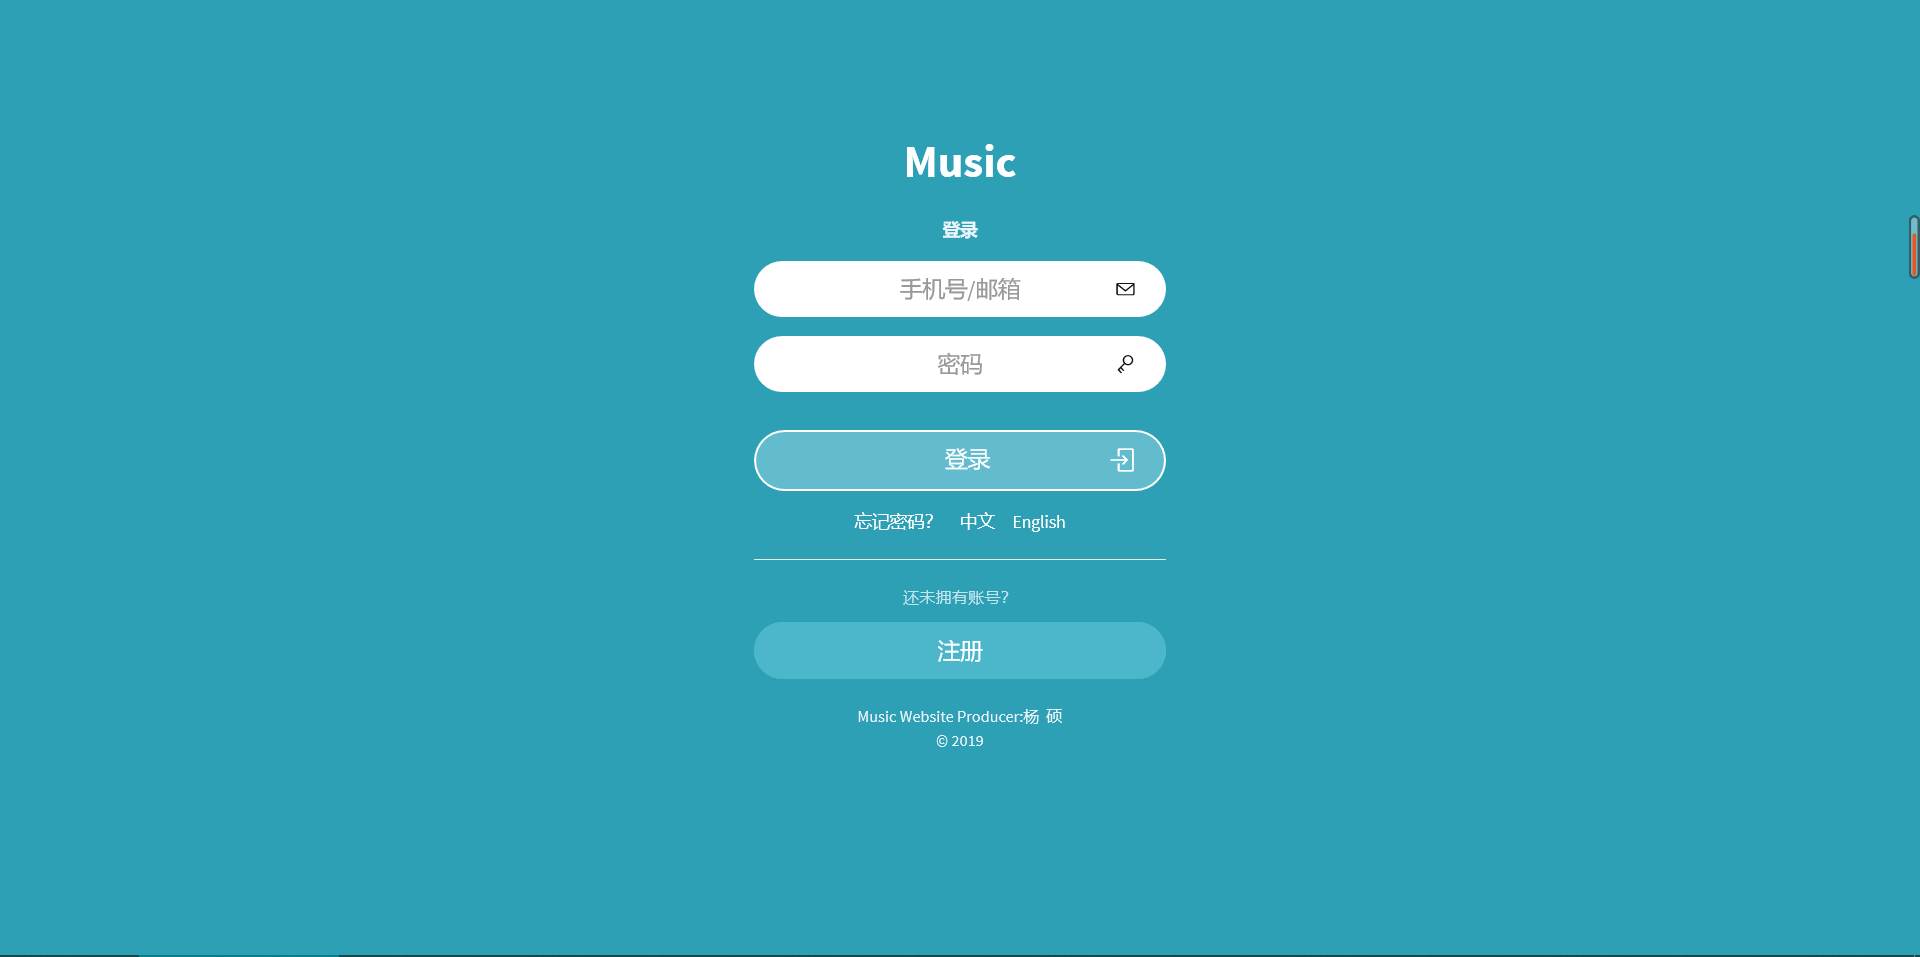 Music
登录
手机号/邮箱
密码
登录
忘记密码? 中文 English
还未拥有账号?
注册
Music Website Producer:杨 硕
© 2019